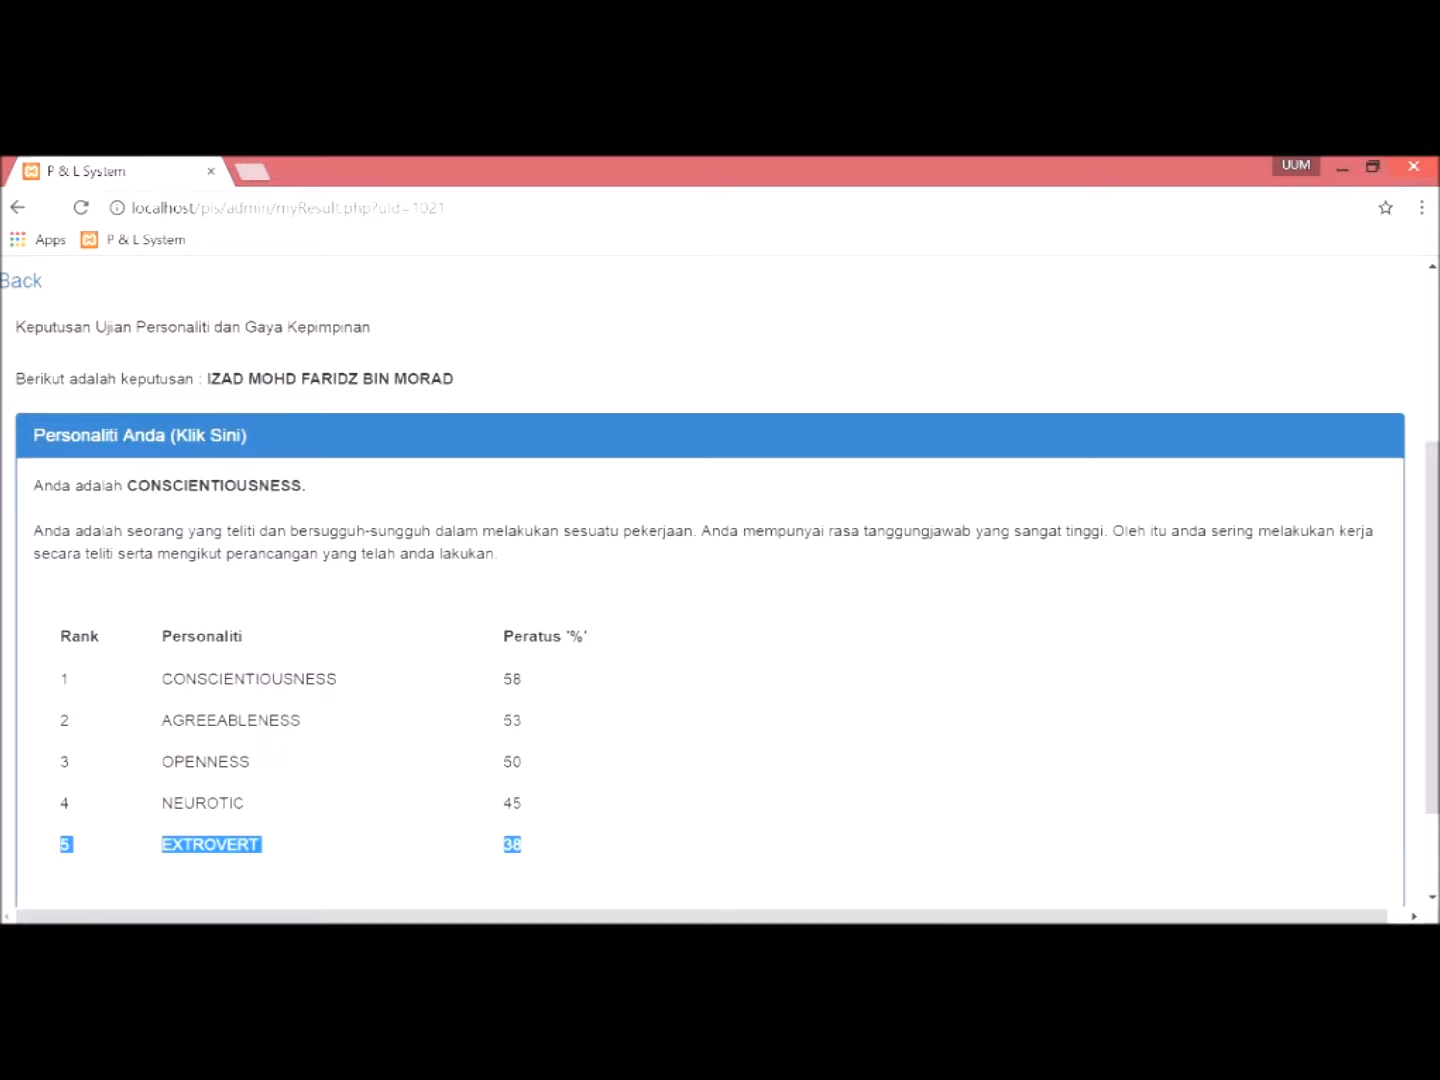 P & L System
UUM
localhost/pls/admin/myResult.php?uid=1021
Apps P & L System
Back
Keputusan Ujian Personaliti dan Gaya Kepimpinan
Berikut adalah keputusan : IZAD MOHD FARIDZ BIN MORAD
Personaliti Anda (Klik Sini)
Anda adalah CONSCIENTIOUSNESS.
Anda adalah seorang yang teliti dan bersugguh-sungguh dalam melakukan sesuatu pekerjaan. Anda mempunyai rasa tanggungjawab yang sangat tinggi. Oleh itu anda sering melakukan kerja
secara teliti serta mengikut perancangan yang telah anda lakukan.
Rank Personaliti Peratus '%'
1 CONSCIENTIOUSNESS 58
2 AGREEABLENESS 53
3 OPENNESS 50
4 NEUROTIC 45
5 EXTROVERT 38